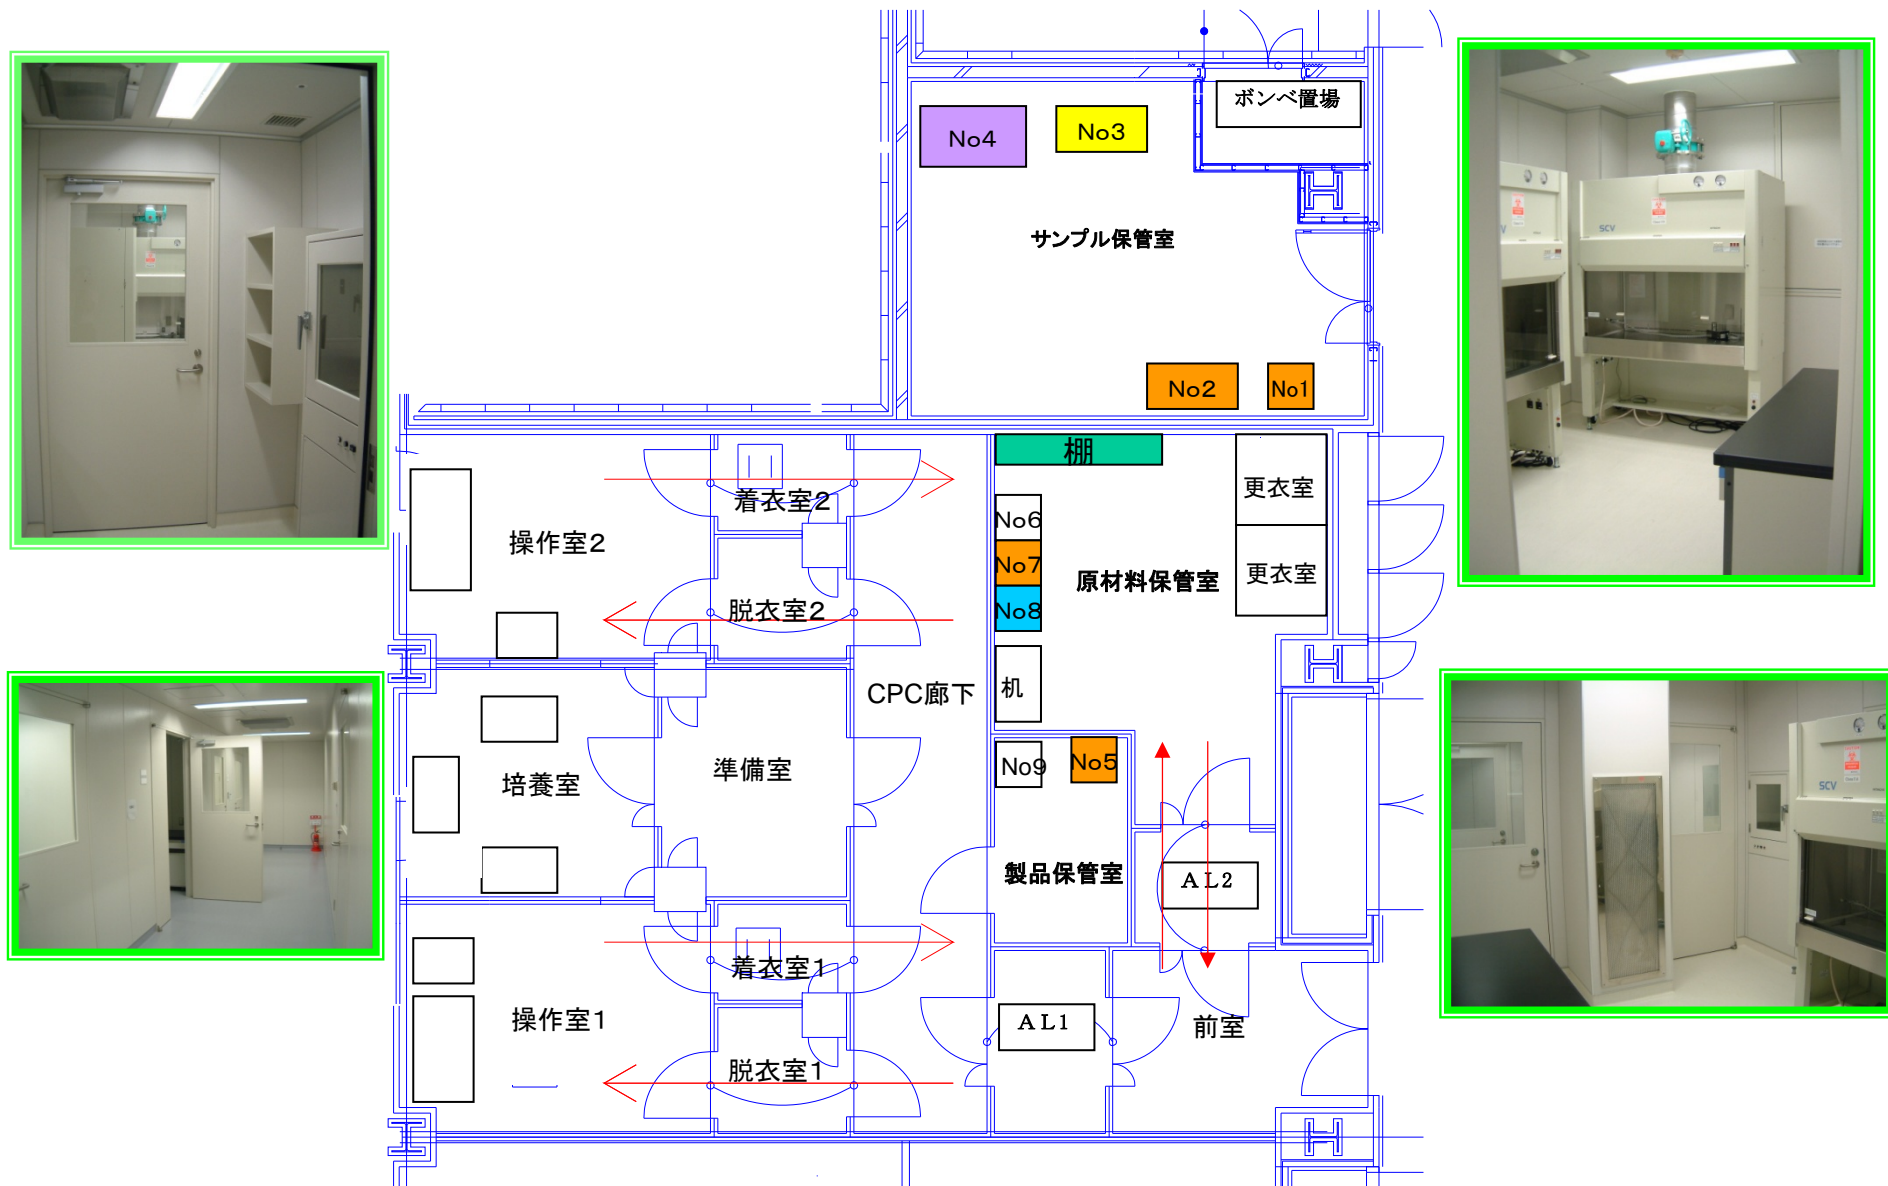 ボンベ置場
No4
No3
サンプル保管室
No2
No1
棚
着衣室2
更衣室
No6
操作室2
No7
原材料保管室
更衣室
脱衣室2
No8
机
CPC廊下
培養室
準備室
No9
No5
製品保管室
AL2
着衣室1
操作室1
AL1
前室
脱衣室1
SCV
SCV